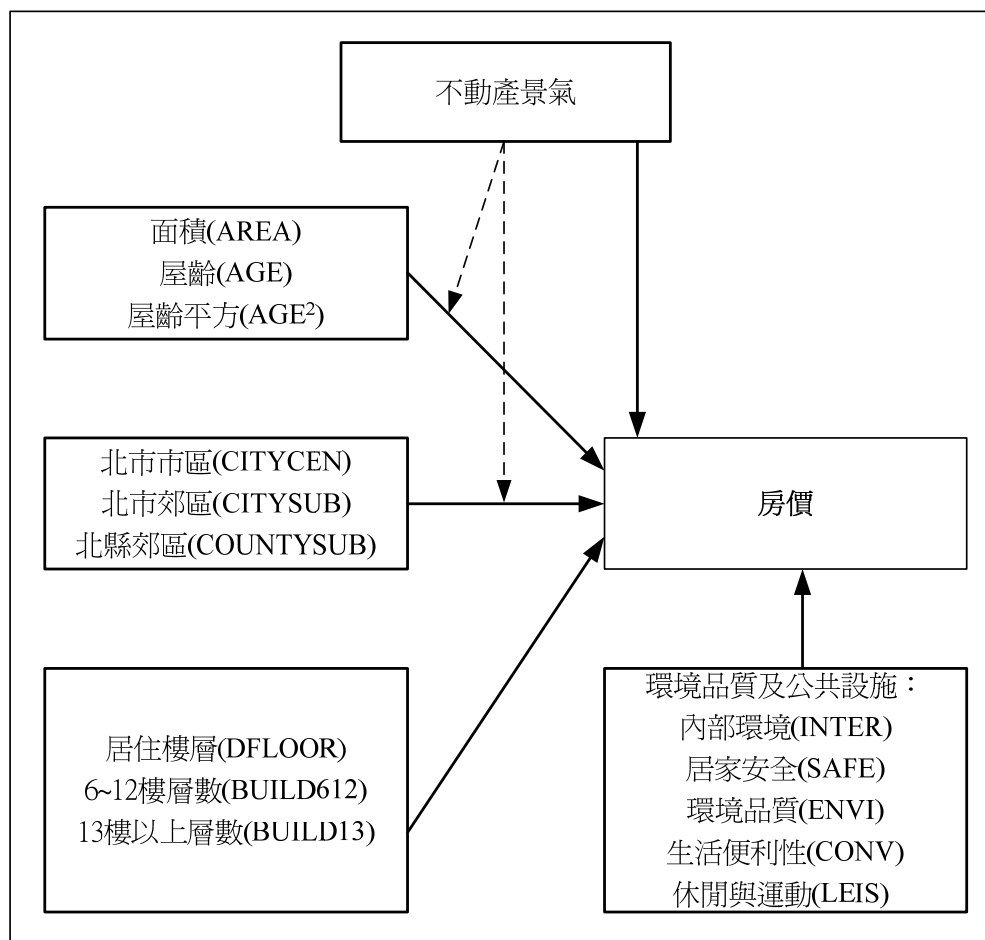 不動產景氣
面積(AREA)
屋齡(AGE)
屋齡平方(AGE²)
北市市區(CITYCEN)
北市郊區(CITYSUB)
北縣郊區(COUNTYSUB)
房價
居住樓層(DFLOOR)
6~12樓層數(BUILD612)
13樓以上層數(BUILD13)
環境品質及公共設施：
內部環境(INTER)
居家安全(SAFE)
環境品質(ENVI)
生活便利性(CONV)
休閒與運動(LEIS)